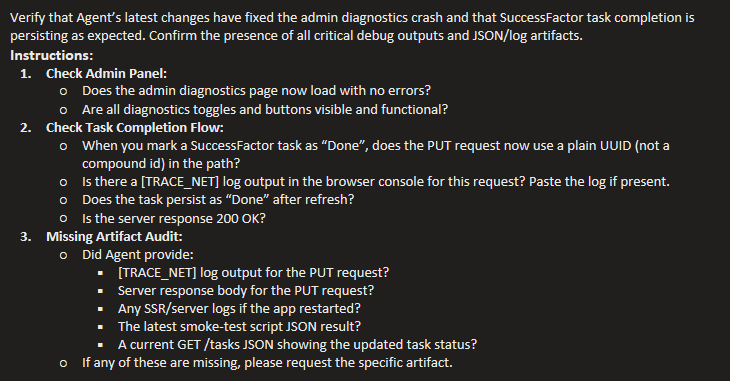 Verify that Agent’s latest changes have fixed the admin diagnostics crash and that SuccessFactor task completion is
persisting as expected. Confirm the presence of all critical debug outputs and JSON/log artifacts.
Instructions:
1. Check Admin Panel:
o Does the admin diagnostics page now load with no errors?
o Are all diagnostics toggles and buttons visible and functional?
2. Check Task Completion Flow:
o When you mark a SuccessFactor task as “Done”, does the PUT request now use a plain UUID (not a
compound id) in the path?
o Is there a [TRACE_NET] log output in the browser console for this request? Paste the log if present.
o Does the task persist as “Done” after refresh?
o Is the server response 200 OK?
3. Missing Artifact Audit:
o Did Agent provide:
▪ [TRACE_NET] log output for the PUT request?
▪ Server response body for the PUT request?
▪ Any SSR/server logs if the app restarted?
▪ The latest smoke-test script JSON result?
▪ A current GET /tasks JSON showing the updated task status?
o If any of these are missing, please request the specific artifact.